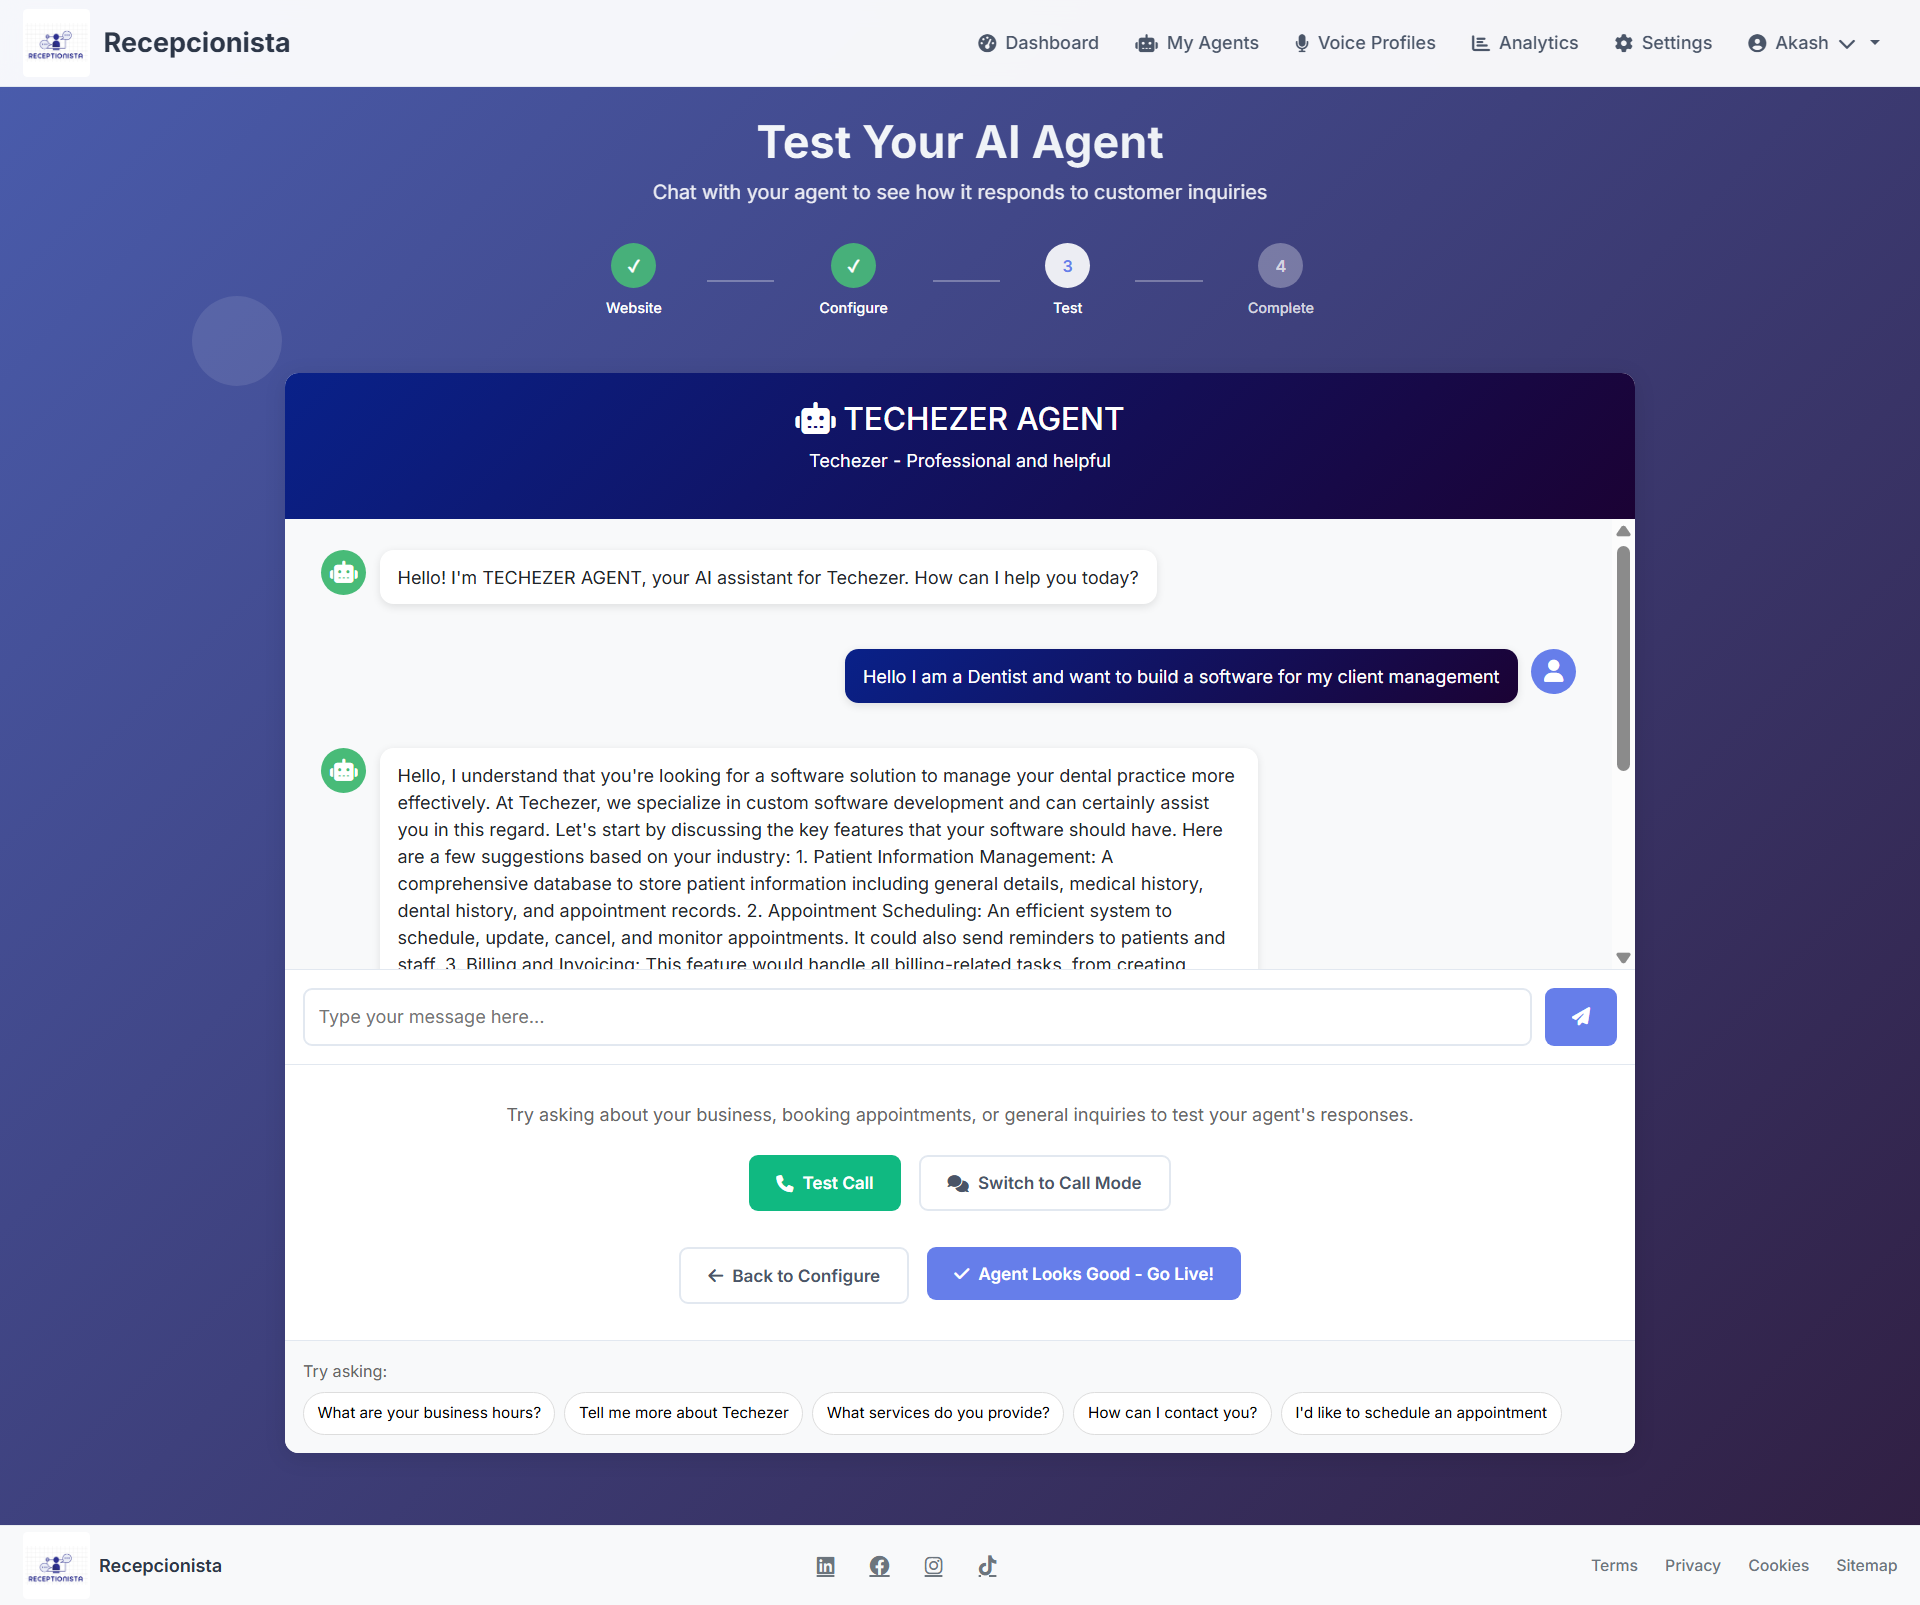 RECEPTIONISTA
Recepcionista
Dashboard
My Agents
Voice Profiles
Analytics
Settings
Akash
Test Your AI Agent
Chat with your agent to see how it responds to customer inquiries
✓
✓
3
4
Website
Configure
Test
Complete
TECHEZER AGENT
Techezer - Professional and helpful
Hello! I'm TECHEZER AGENT, your AI assistant for Techezer. How can I help you today?
Hello I am a Dentist and want to build a software for my client management
Hello, I understand that you're looking for a software solution to manage your dental practice more
effectively. At Techezer, we specialize in custom software development and can certainly assist
you in this regard. Let's start by discussing the key features that your software should have. Here
are a few suggestions based on your industry: 1. Patient Information Management: A
comprehensive database to store patient information including general details, medical history,
dental history, and appointment records. 2. Appointment Scheduling: An efficient system to
schedule, update, cancel, and monitor appointments. It could also send reminders to patients and
staff. 3. Billing and Invoicing: This feature would handle all billing-related tasks, from creating
Type your message here...
Try asking about your business, booking appointments, or general inquiries to test your agent's responses.
Test Call
Switch to Call Mode
Back to Configure
Agent Looks Good - Go Live!
Try asking:
What are your business hours?
Tell me more about Techezer
What services do you provide?
How can I contact you?
I'd like to schedule an appointment
RECEPTIONISTA
Recepcionista
Terms
Privacy
Cookies
Sitemap